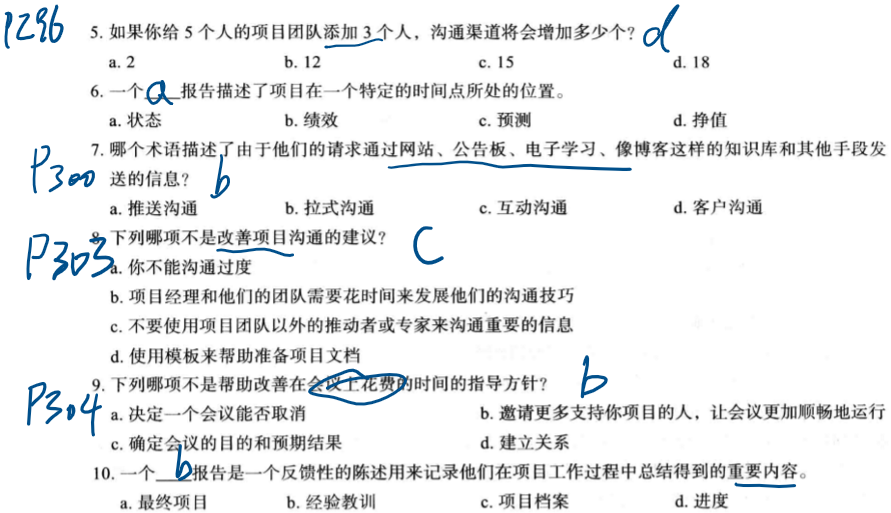 P296 5. 如果你给 5 个人的项目团队添加 3 个人，沟通渠道将会增加多少个？ d
a. 2 b. 12 c. 15 d. 18
6. 一个 a 报告描述了项目在一个特定的时间点所处的位置。
a. 状态 b. 绩效 c. 预测 d. 挣值
7. 哪个术语描述了由于他们的请求通过网站、公告板、电子学习、像博客这样的知识库和其他手段发
P300 送的信息？ b
a. 推送沟通 b. 拉式沟通 c. 互动沟通 d. 客户沟通
8. 下列哪项不是改善项目沟通的建议？ C
P303 a. 你不能沟通过度
b. 项目经理和他们的团队需要花时间来发展他们的沟通技巧
c. 不要使用项目团队以外的推动者或专家来沟通重要的信息
d. 使用模板来帮助准备项目文档
9. 下列哪项不是帮助改善在会议上花费的时间的指导方针？ b
P304 a. 决定一个会议能否取消 b. 邀请更多支持你项目的人，让会议更加顺畅地运行
c. 确定会议的目的和预期结果 d. 建立关系
10. 一个 b 报告是一个反馈性的陈述用来记录他们在项目工作过程中总结得到的重要内容。
a. 最终项目 b. 经验教训 c. 项目档案 d. 进度